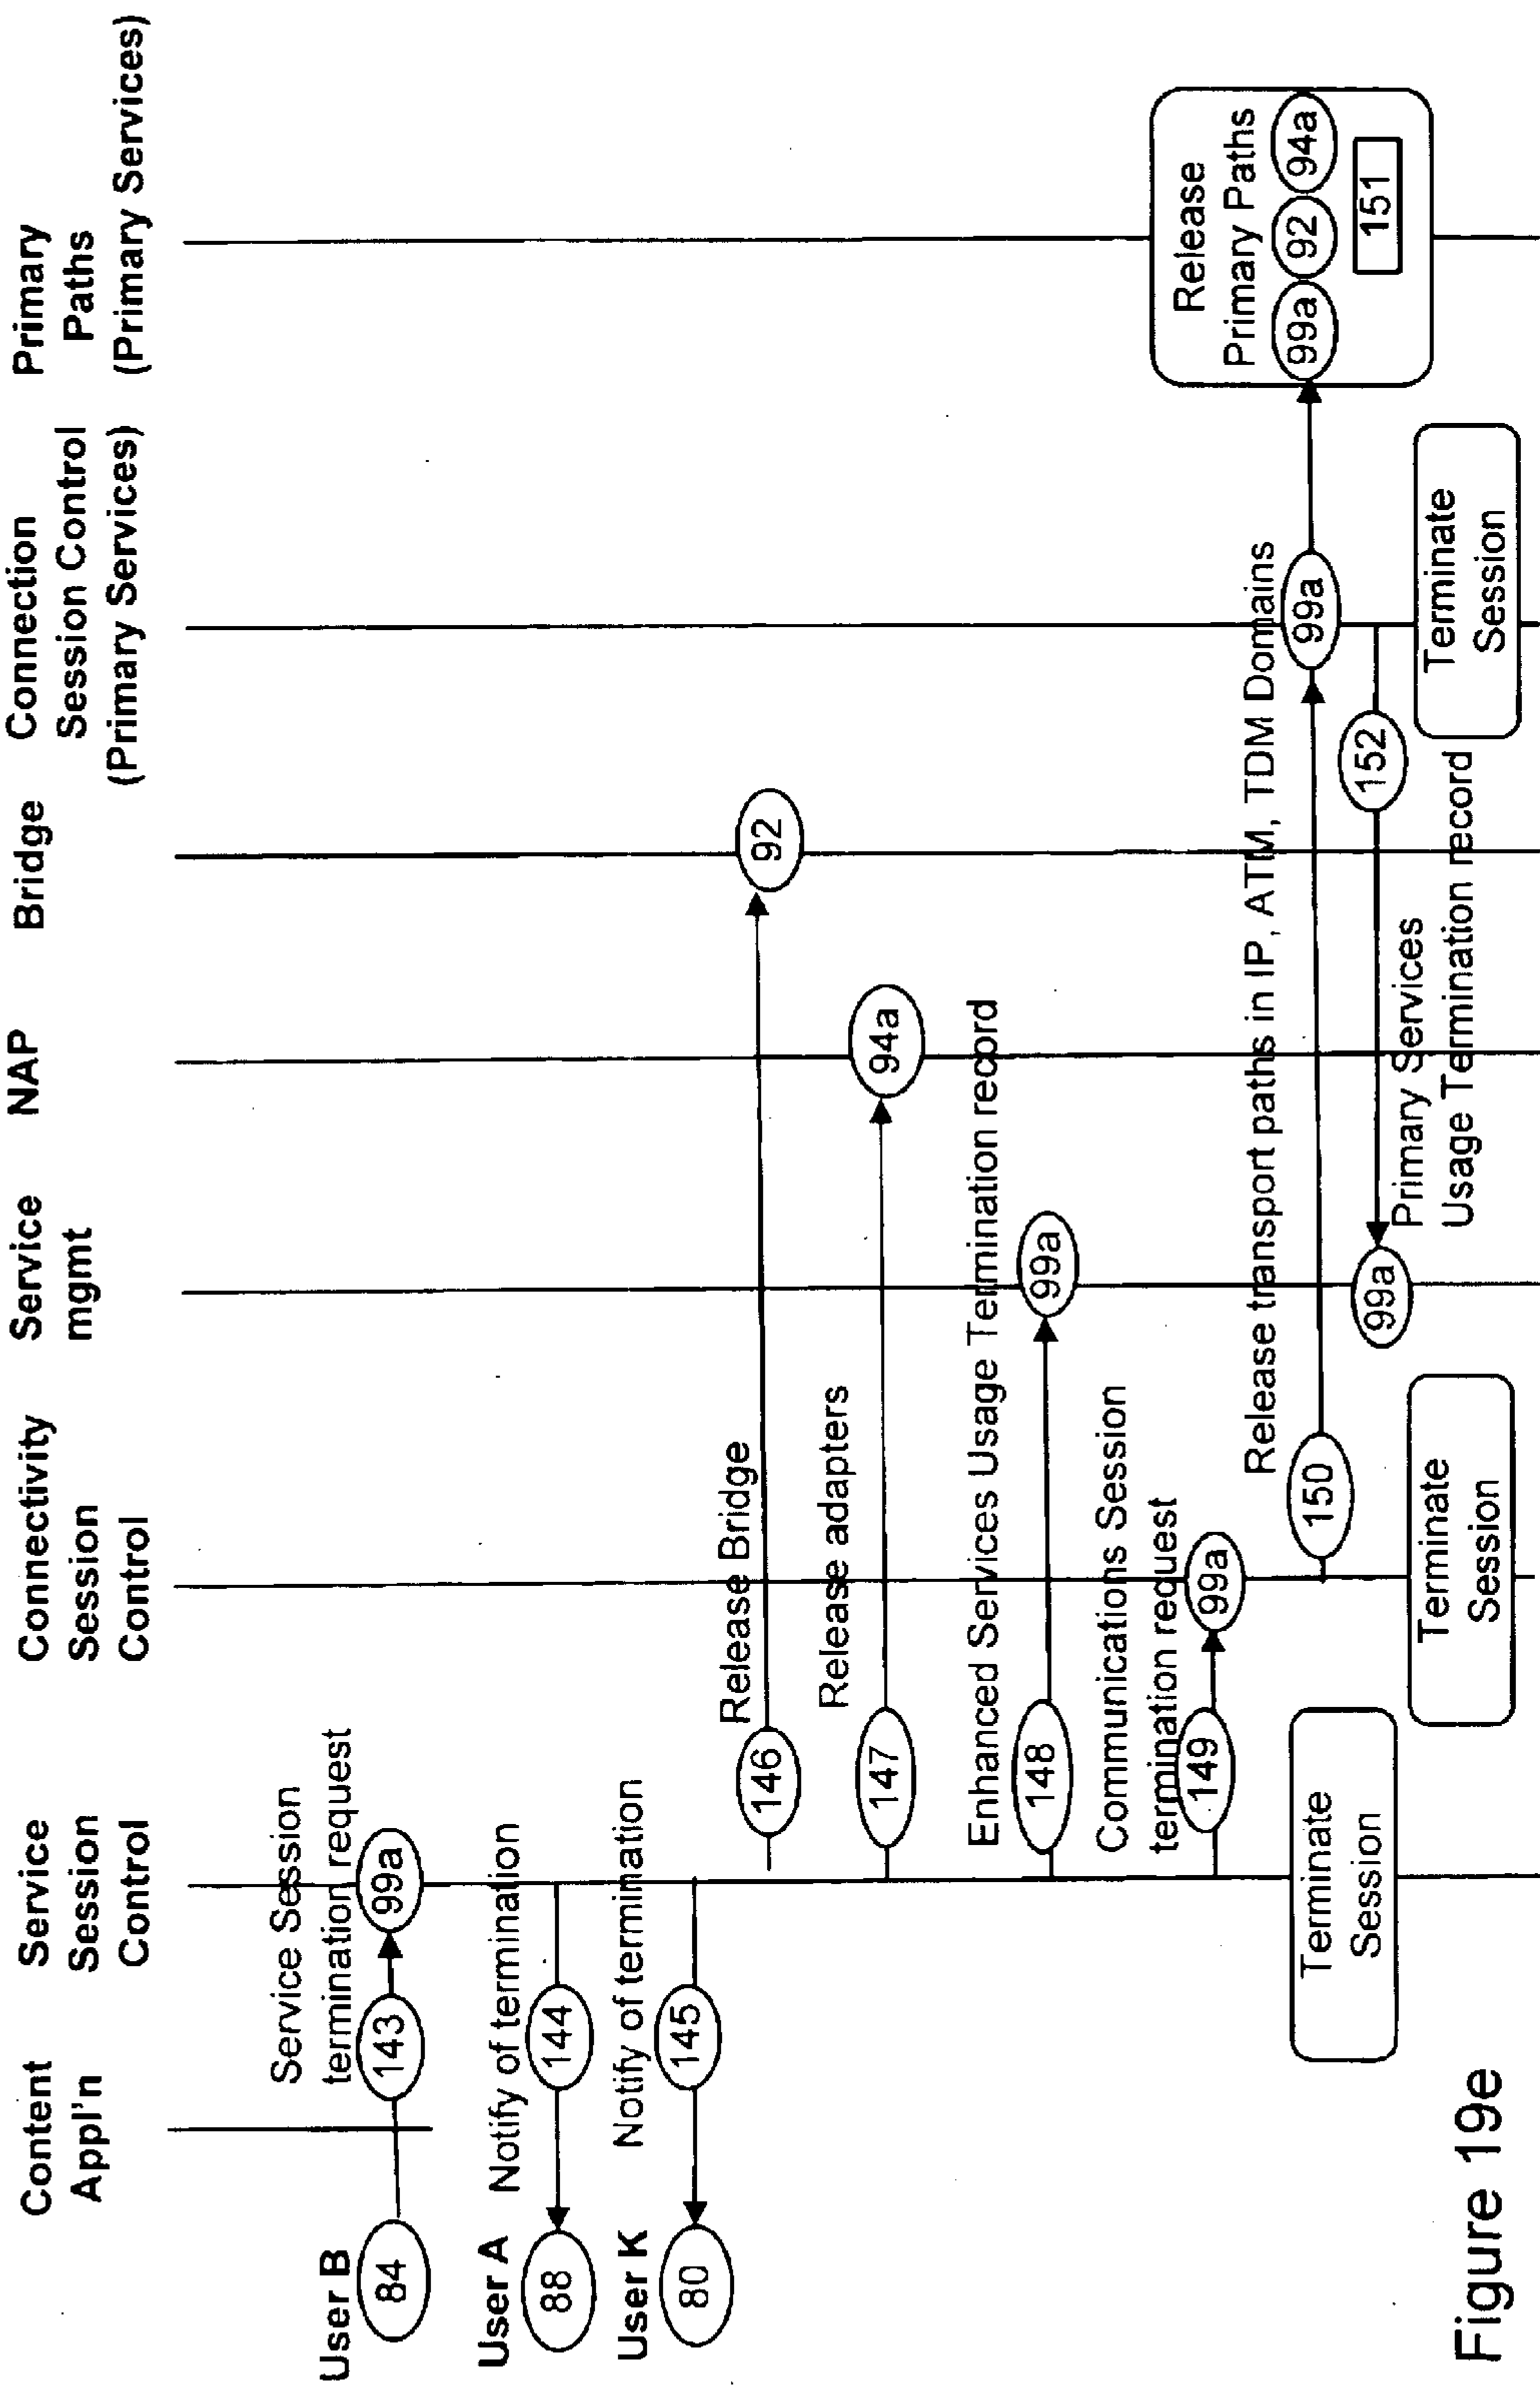 Content
Appl'n
Service
Session
Control
Connectivity
Session
Control
Service
mgmt
NAP
Bridge
Connection
Session Control
(Primary Services)
Primary
Paths
(Primary Services)
User B
84
Service Session
termination request
143
99a
User A
88
Notify of termination
144
User K
80
Notify of termination
145
Release Bridge
146
92
Release adapters
147
94a
Enhanced Services Usage Termination record
148
99a
Communications Session
termination request
149
99a
Release transport paths in IP, ATM, TDM Domains
150
99a
Release
Primary Paths
99a
92
94a
151
152
99a
Primary Services
Usage Termination record
Terminate
Session
Terminate
Session
Terminate
Session
Figure 19e